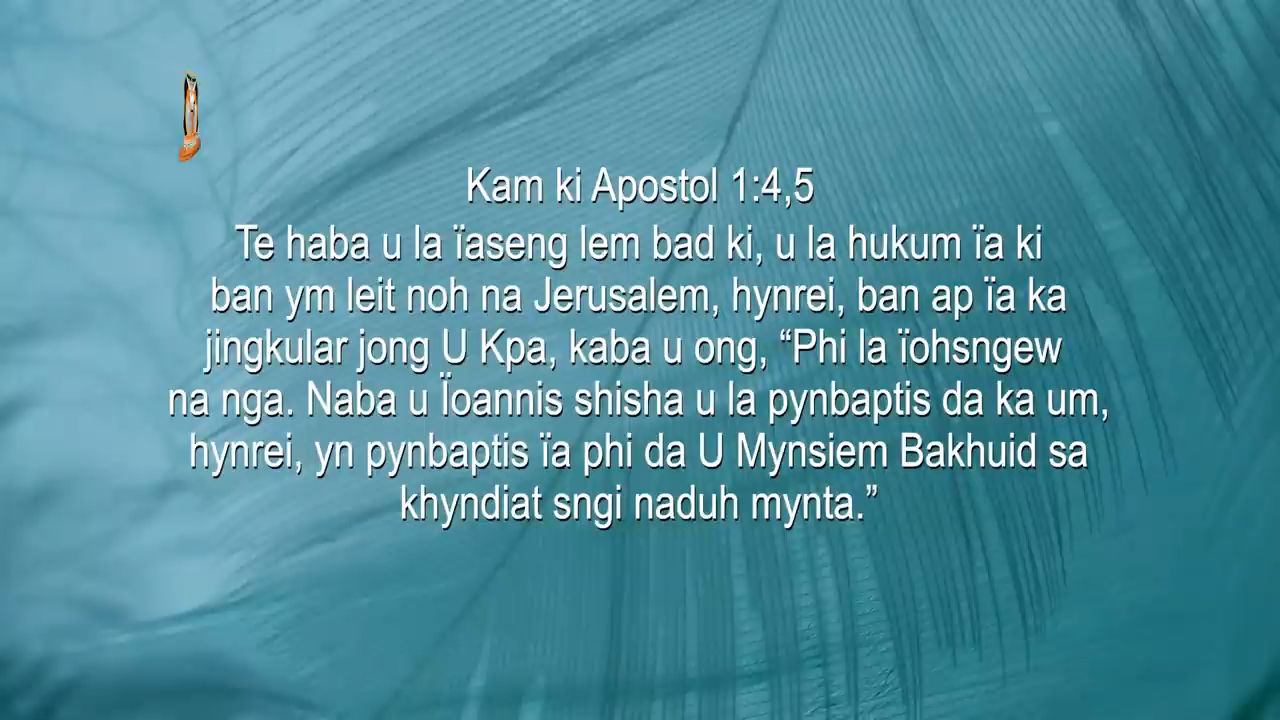 Kam ki Apostol 1:4,5
Te haba u la ïaseng lem bad ki, u la hukum ïa ki
ban ym leit noh na Jerusalem, hynrei, ban ap ïa ka
jingkular jong U Kpa, kaba u ong, “Phi la ïohsngew
na nga. Naba u Ïoannis shisha u la pynbaptis da ka um,
hynrei, yn pynbaptis ïa phi da U Mynsiem Bakhuid sa
khyndiat sngi naduh mynta.”